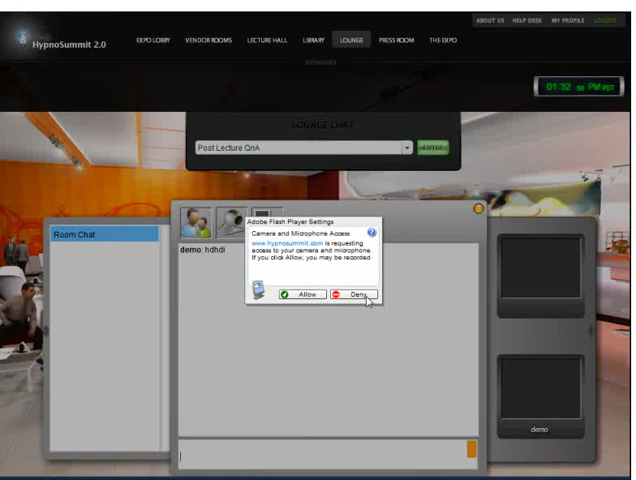 ABOUT US HELP DESK MY PROFILE LOGOUT
HypnoSummit 2.0
EXPO LOBBY VENDOR ROOMS LECTURE HALL LIBRARY LOUNGE PRESS ROOM THE EXPO
01:32 PM PDT
LOUNGE CHAT
Post Lecture QnA
Room Chat
demo: hdhdi
Adobe Flash Player Settings
Camera and Microphone Access
www.hypnosummit.com is requesting
access to your camera and microphone.
If you click Allow, you may be recorded.
Allow Deny
demo